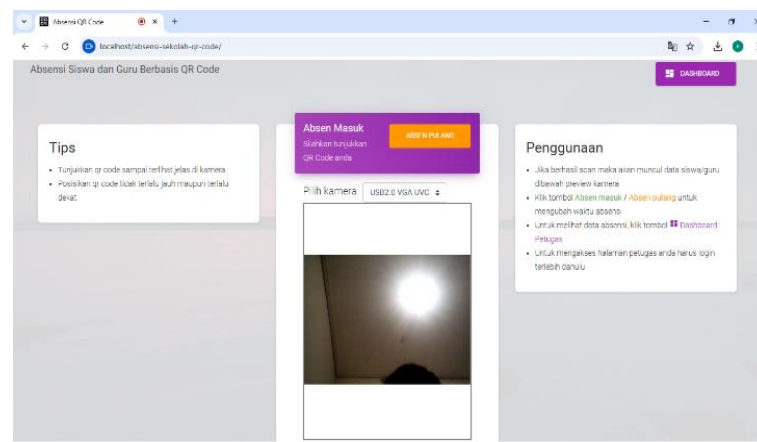 Absensi QR Code
localhost/absensi-sekolah-qr-code/
Absensi Siswa dan Guru Berbasis QR Code
DASHBOARD
Tips
• Tunjukkan qr code sampai terlihat jelas di kamera
• Posisikan qr code tidak terlalu jauh maupun terlalu
dekat
Absen Masuk
Silahkan tunjukkan
QR Code anda
ABSEN PULANG
Pilih kamera
USB2.0 VGA UVC
Penggunaan
• Jika berhasil scan maka akan muncul data siswa/guru
dibawah preview kamera
• Klik tombol Absen masuk / Absen pulang untuk
mengubah waktu absensi
• Untuk melihat data absensi, klik tombol Dashboard
Petugas
• Untuk mengakses halaman petugas anda harus login
terlebih dahulu